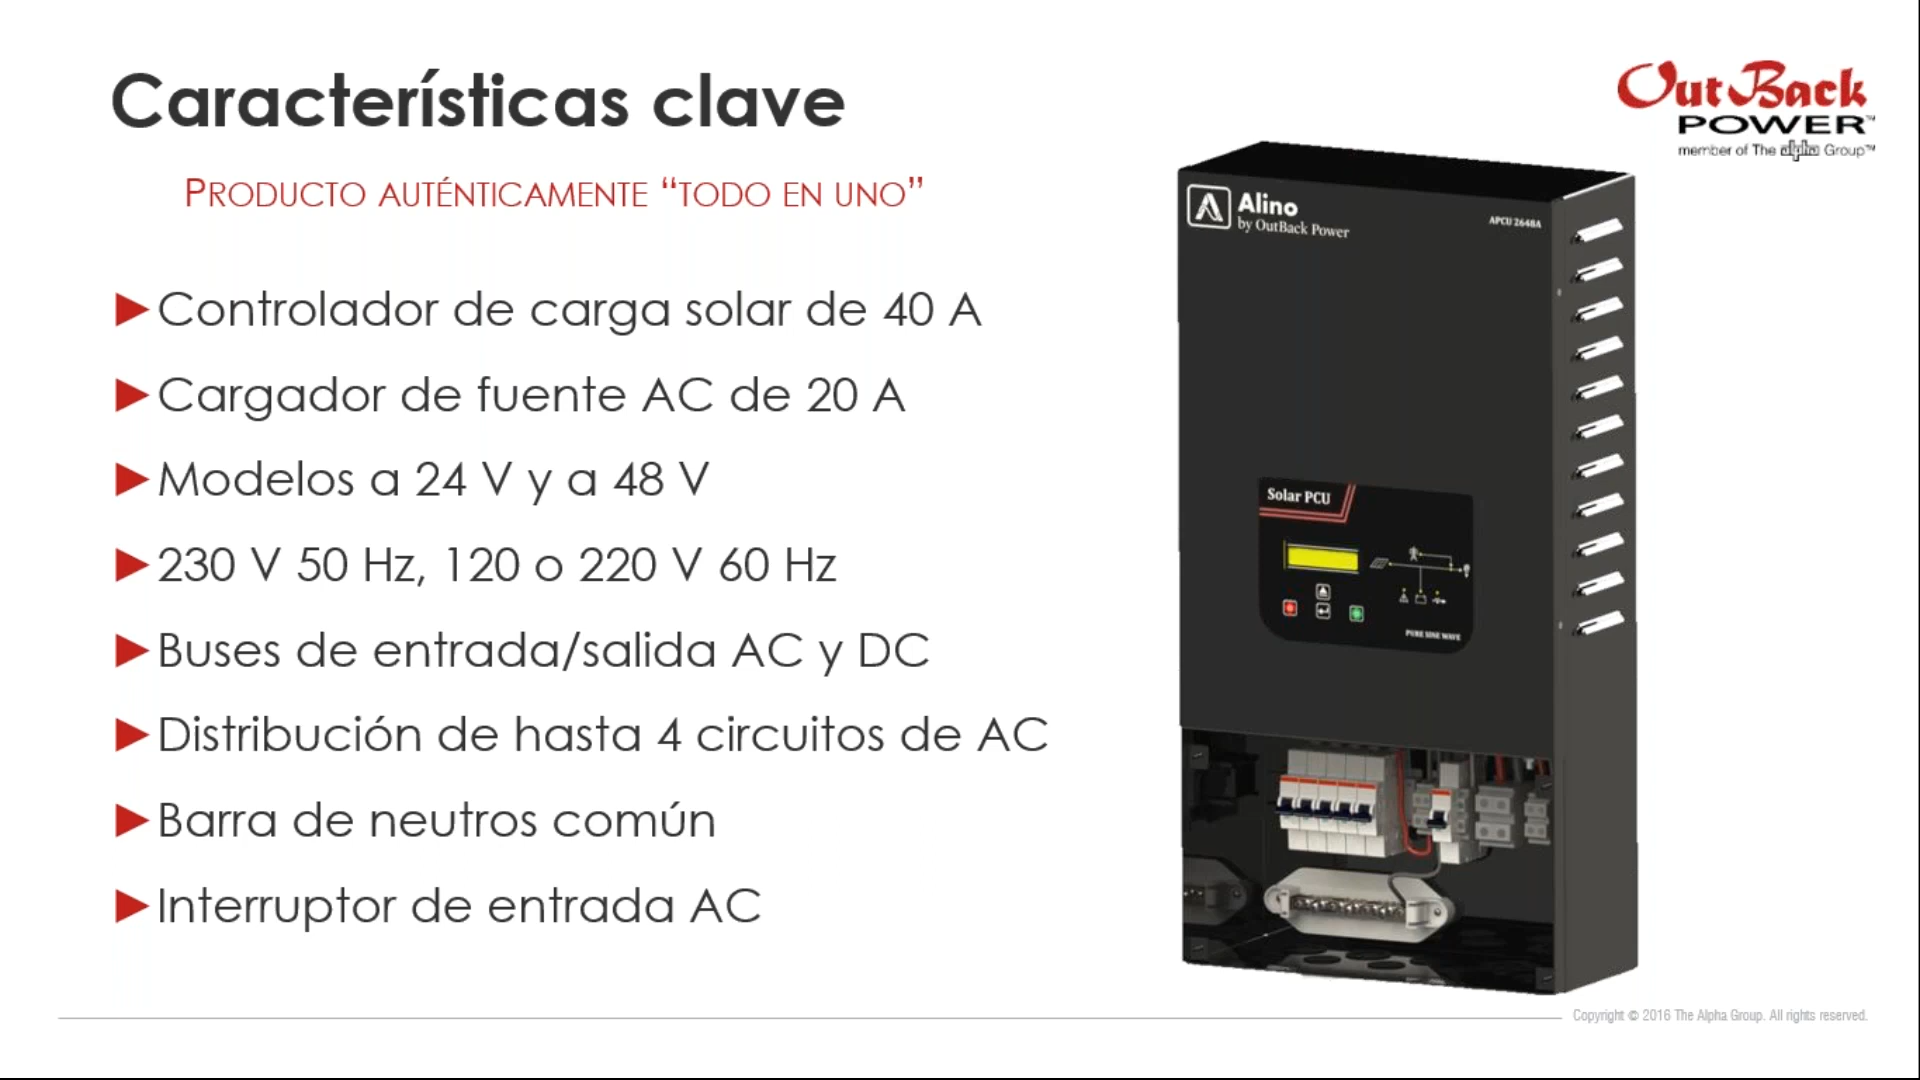 Características clave
PRODUCTO AUTÉNTICAMENTE “TODO EN UNO”
Controlador de carga solar de 40 A
Cargador de fuente AC de 20 A
Modelos a 24 V y a 48 V
230 V 50 Hz, 120 o 220 V 60 Hz
Buses de entrada/salida AC y DC
Distribución de hasta 4 circuitos de AC
Barra de neutros común
Interruptor de entrada AC
OutBack
POWER™
member of The alpha Group™
Alino
by OutBack Power
APCU 2648A
Solar PCU
PURE SINE WAVE
Copyright © 2016 The Alpha Group. All rights reserved.